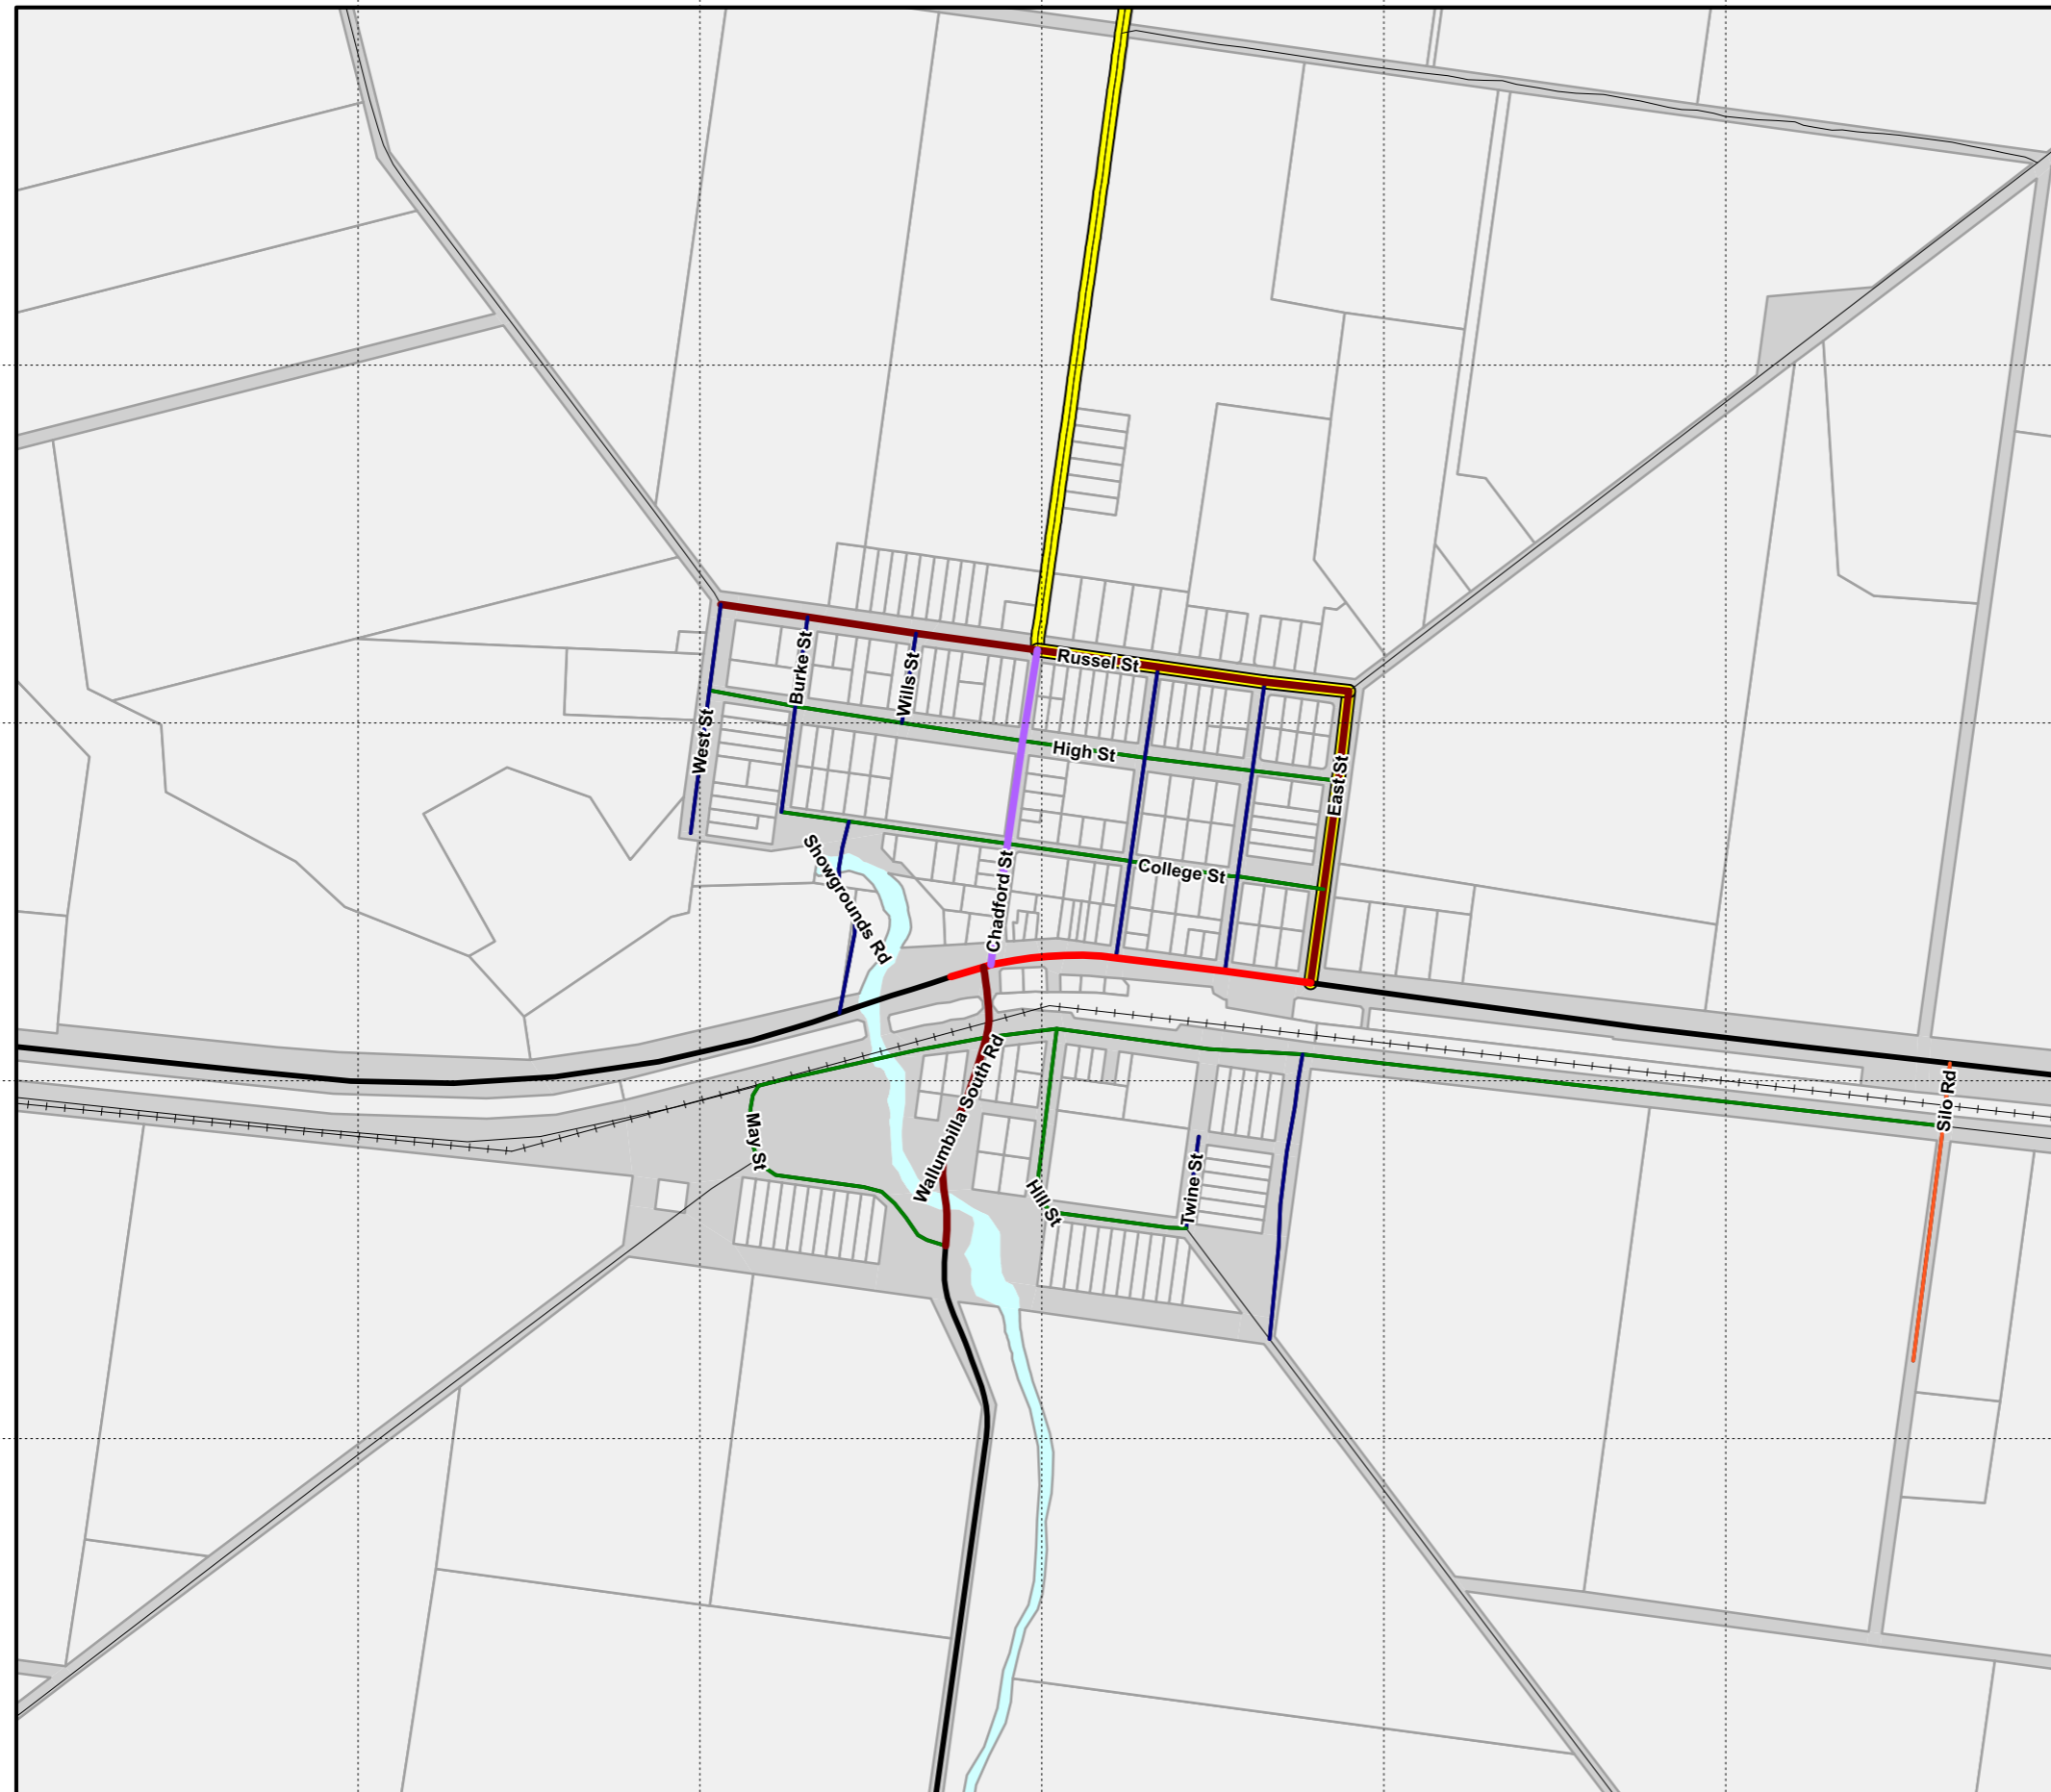 Russel St
Burke St
Wills St
West St
High St
East St
College St
Showgrounds Rd
Chadford St
Wallumbilla South Rd
Silo Rd
May St
Hill St
Twine St